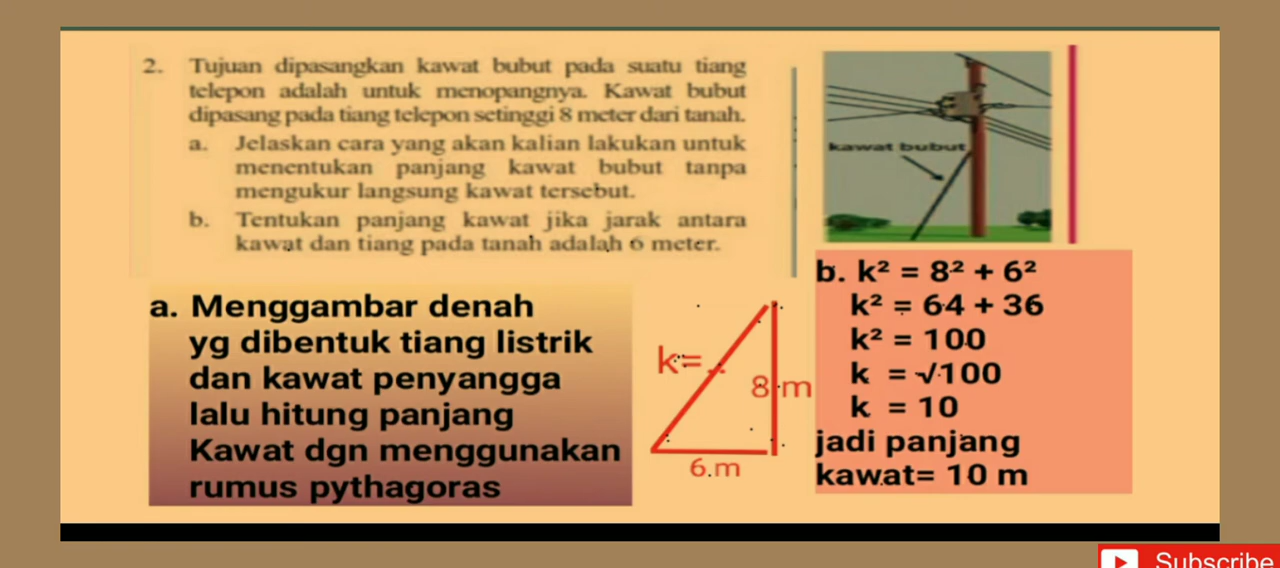 2. Tujuan dipasangkan kawat bubut pada suatu tiang
telepon adalah untuk menopangnya. Kawat bubut
dipasang pada tiang telepon setinggi 8 meter dari tanah.
a. Jelaskan cara yang akan kalian lakukan untuk
menentukan panjang kawat bubut tanpa
mengukur langsung kawat tersebut.
b. Tentukan panjang kawat jika jarak antara
kawat dan tiang pada tanah adalah 6 meter.
kawat bubut
a. Menggambar denah
yg dibentuk tiang listrik
dan kawat penyangga
lalu hitung panjang
Kawat dgn menggunakan
rumus pythagoras
k=...
8 m
6.m
b. k² = 8² + 6²
k² = 64 + 36
k² = 100
k = √100
k = 10
jadi panjang
kawat= 10 m
Subscribe